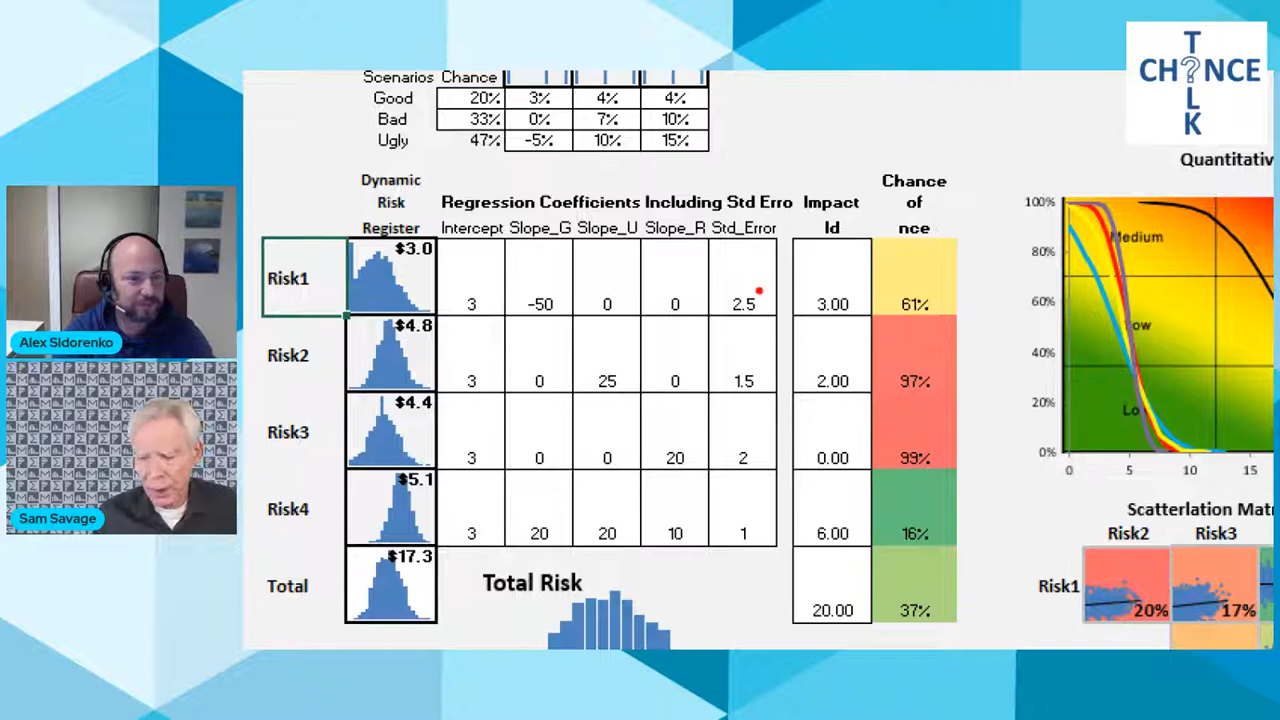 T
CH?NCE
L
K
Scenarios Chance
Good 20% 3% 4% 4%
Bad 33% 0% 7% 10%
Ugly 47% -5% 10% 15%
Quantitativ
Dynamic
Risk
Register
Regression Coefficients Including Std Erro
Intercept Slope_G Slope_U Slope_R Std_Error
Impact
ld
Chance
of
nce
Risk1 $3.0 3 -50 0 0 2.5 3.00 61%
Risk2 $4.8 3 0 25 0 1.5 2.00 97%
Risk3 $4.4 3 0 0 20 2 0.00 99%
Risk4 $5.1 3 20 20 10 1 6.00 16%
Total $17.3 20.00 37%
Total Risk
100%
80%
60%
40%
20%
0%
Medium
Low
Lo
0 5 10 15
Scatterlation Mat
Risk2 Risk3
Risk1 20% 17%
Alex Sidorenko
Sam Savage